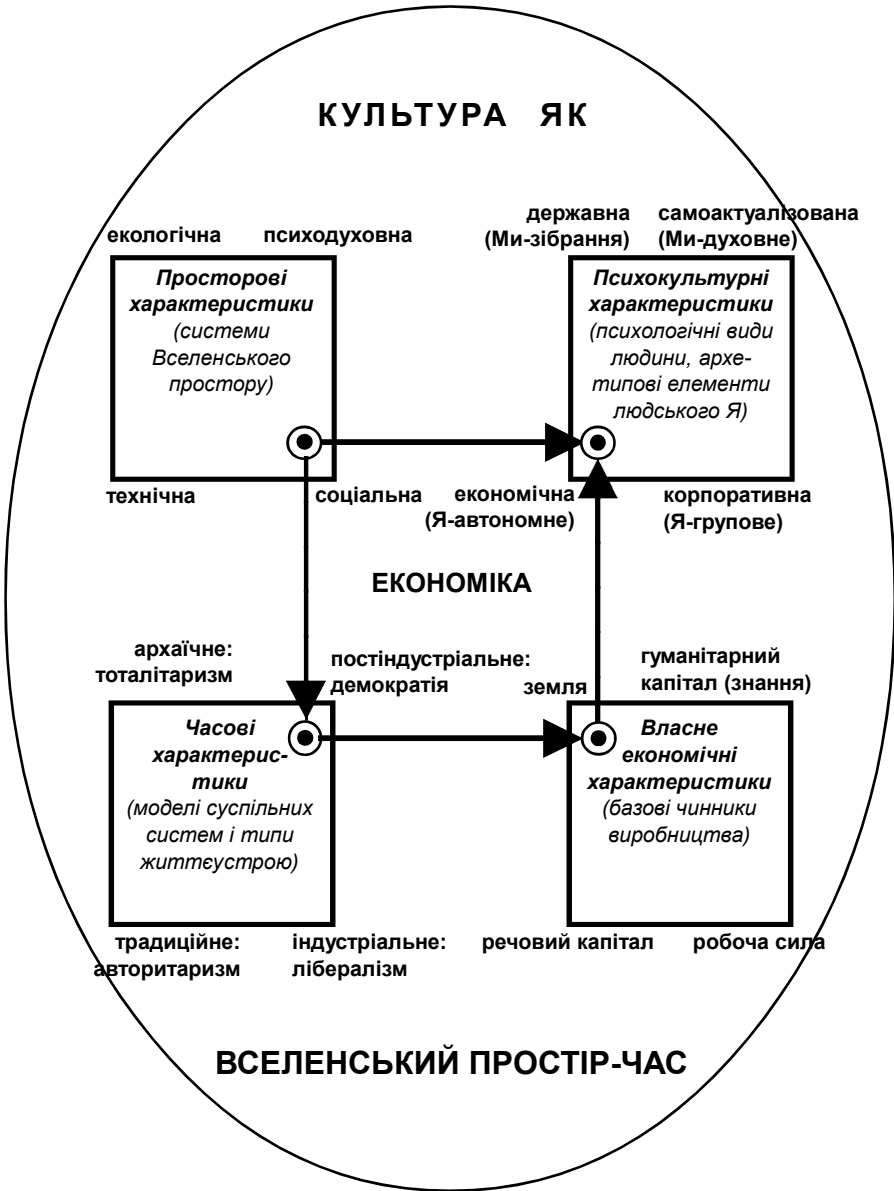 КУЛЬТУРА ЯК
екологічна
психодуховна
державна
(Ми-зібрання)
самоактуалізована
(Ми-духовне)
Просторові
характеристики
(системи
Вселенського
простору)
Психокультурні
характеристики
(психологічні види
людини, архе-
типові елементи
людського Я)
технічна
соціальна
економічна
(Я-автономне)
корпоративна
(Я-групове)
ЕКОНОМІКА
архаїчне:
тоталітаризм
постіндустріальне:
демократія
земля
гуманітарний
капітал (знання)
Часові
характерис-
тики
(моделі суспільних
систем і типи
життєустрою)
Власне
економічні
характеристики
(базові чинники
виробництва)
традиційне:
авторитаризм
індустріальне:
лібералізм
речовий капітал
робоча сила
ВСЕЛЕНСЬКИЙ ПРОСТІР-ЧАС